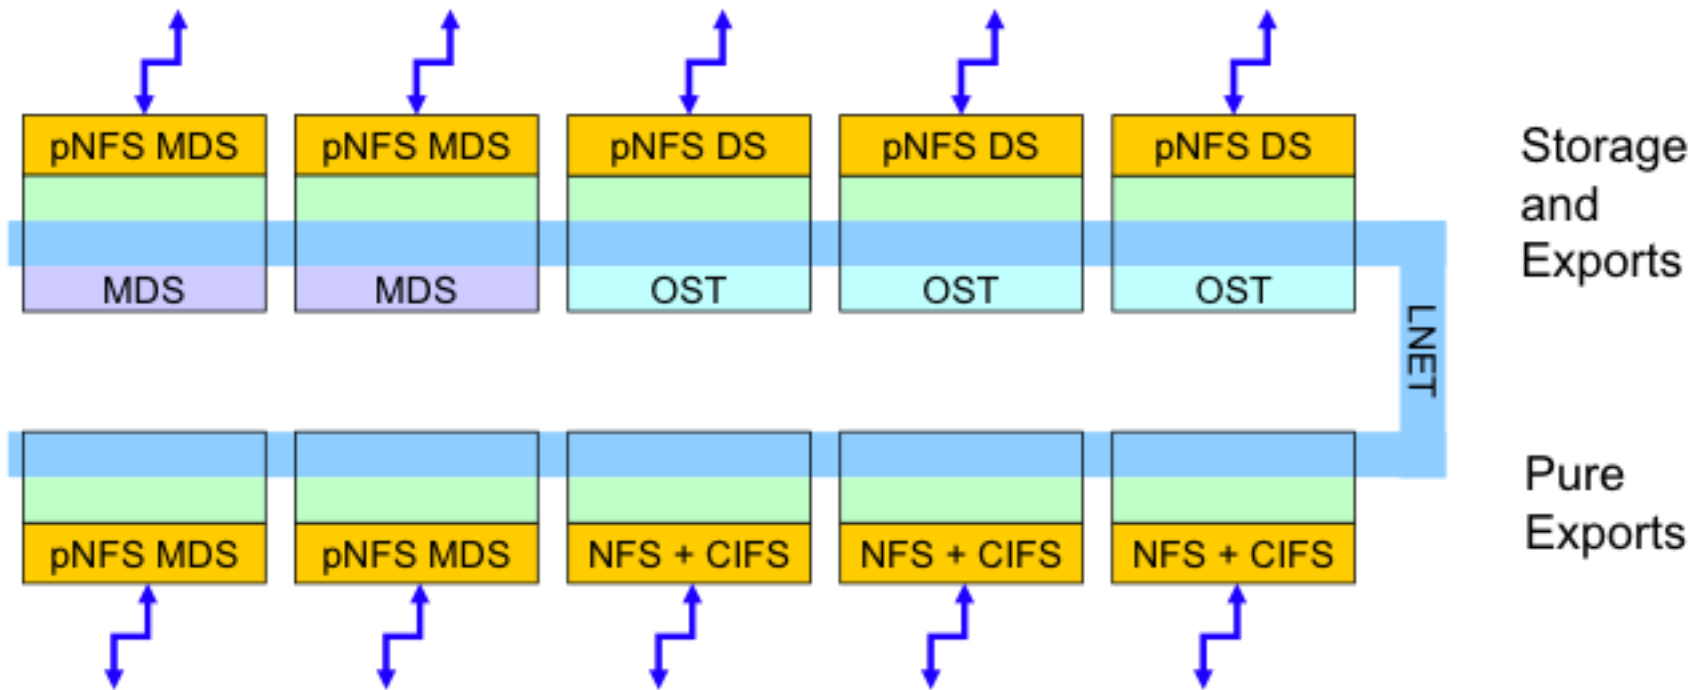 pNFS MDS
pNFS MDS
pNFS DS
pNFS DS
pNFS DS
MDS
MDS
OST
OST
OST
Storage
and
Exports
LNET
pNFS MDS
pNFS MDS
NFS + CIFS
NFS + CIFS
NFS + CIFS
Pure
Exports